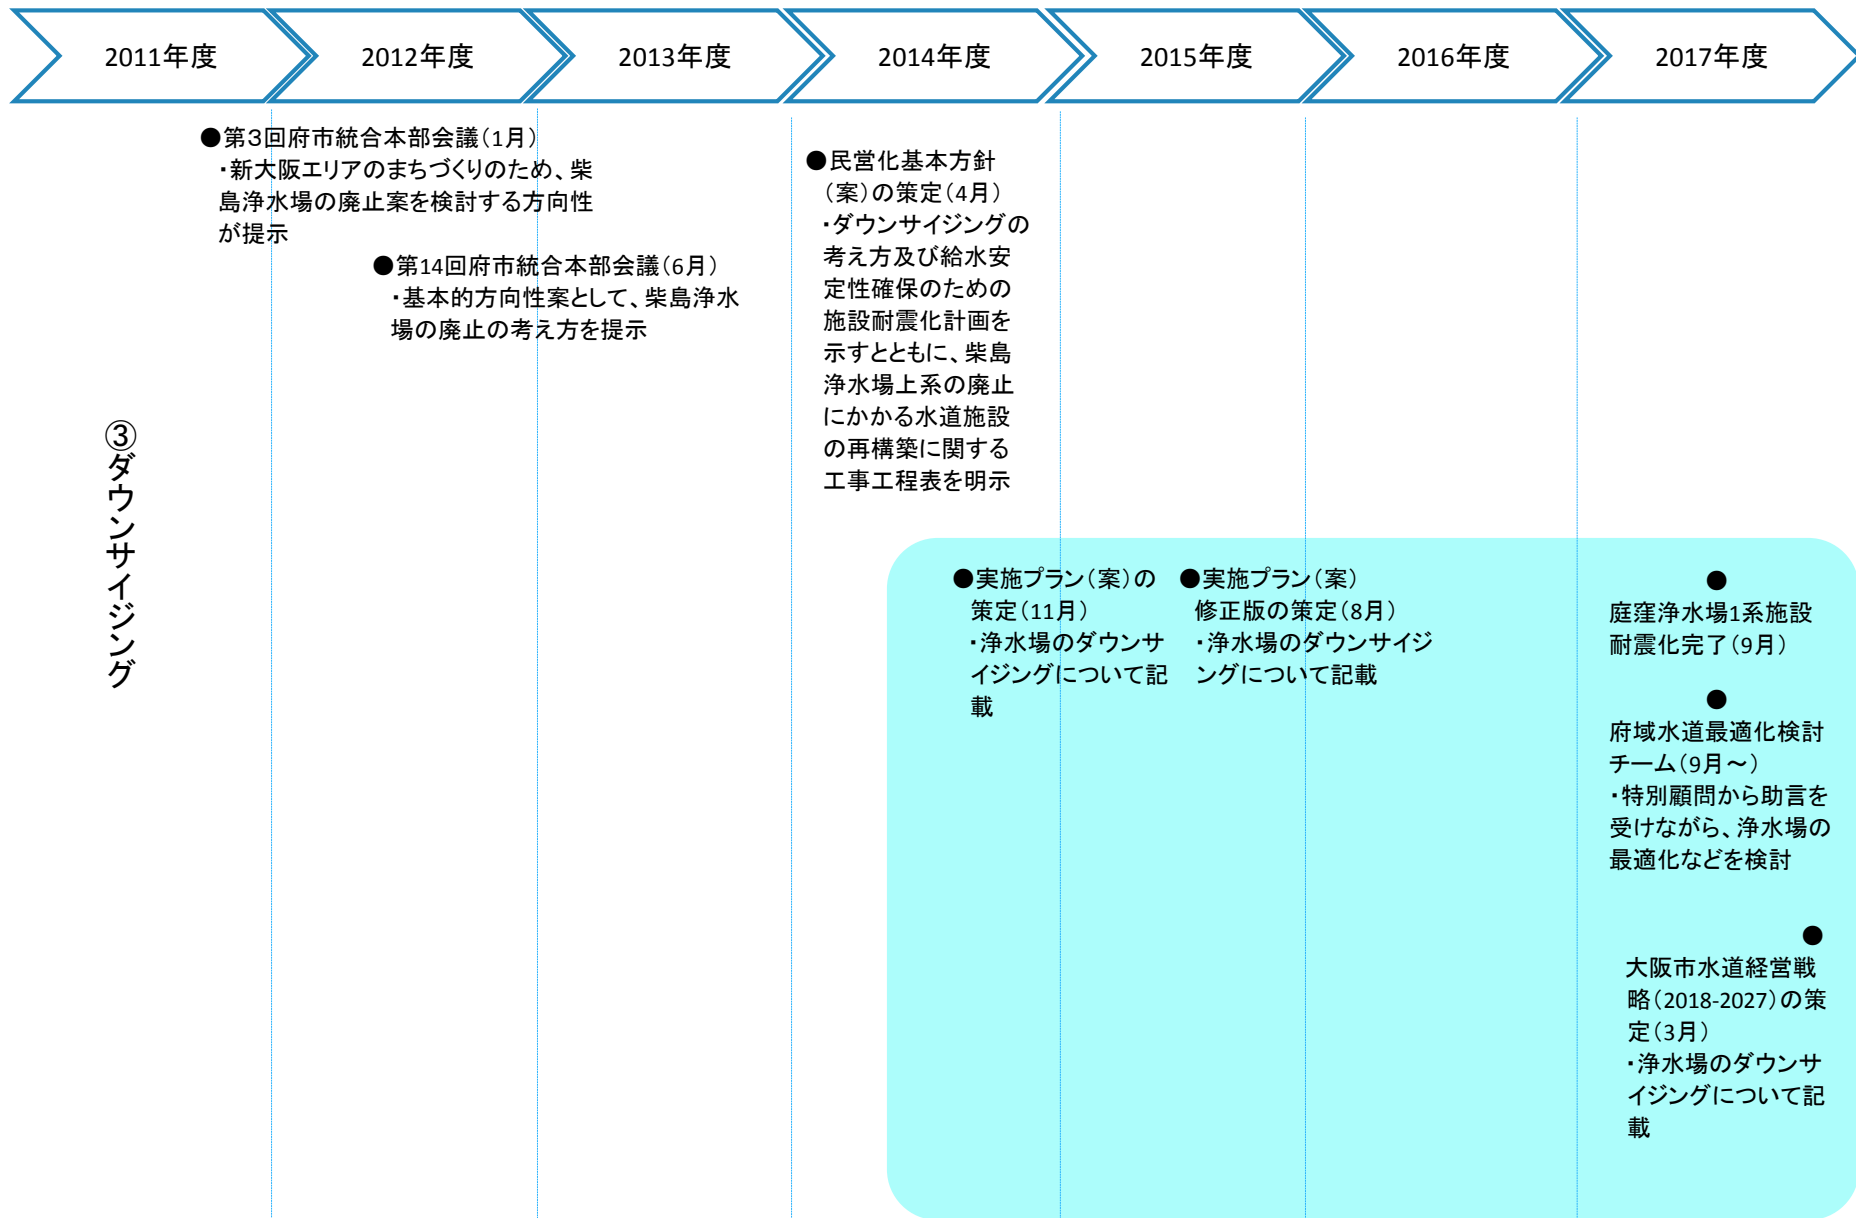 2011年度
2012年度
2013年度
2014年度
2015年度
2016年度
2017年度
③ダウンサイジング
●第3回府市統合本部会議(1月)
・新大阪エリアのまちづくりのため、柴
島浄水場の廃止案を検討する方向性
が提示
●第14回府市統合本部会議(6月)
・基本的方向性案として、柴島浄水
場の廃止の考え方を提示
●民営化基本方針
(案)の策定(4月)
・ダウンサイジングの
考え方及び給水安
定性確保のための
施設耐震化計画を
示すとともに、柴島
浄水場上系の廃止
にかかる水道施設
の再構築に関する
工事工程表を明示
●実施プラン(案)の
策定(11月)
・浄水場のダウンサ
イジングについて記
載
●実施プラン(案)
修正版の策定(8月)
・浄水場のダウンサイジ
ングについて記載
●
庭窪浄水場1系施設
耐震化完了(9月)
●
府域水道最適化検討
チーム(9月～)
・特別顧問から助言を
受けながら、浄水場の
最適化などを検討
●
大阪市水道経営戦
略(2018-2027)の策
定(3月)
・浄水場のダウンサ
イジングについて記
載